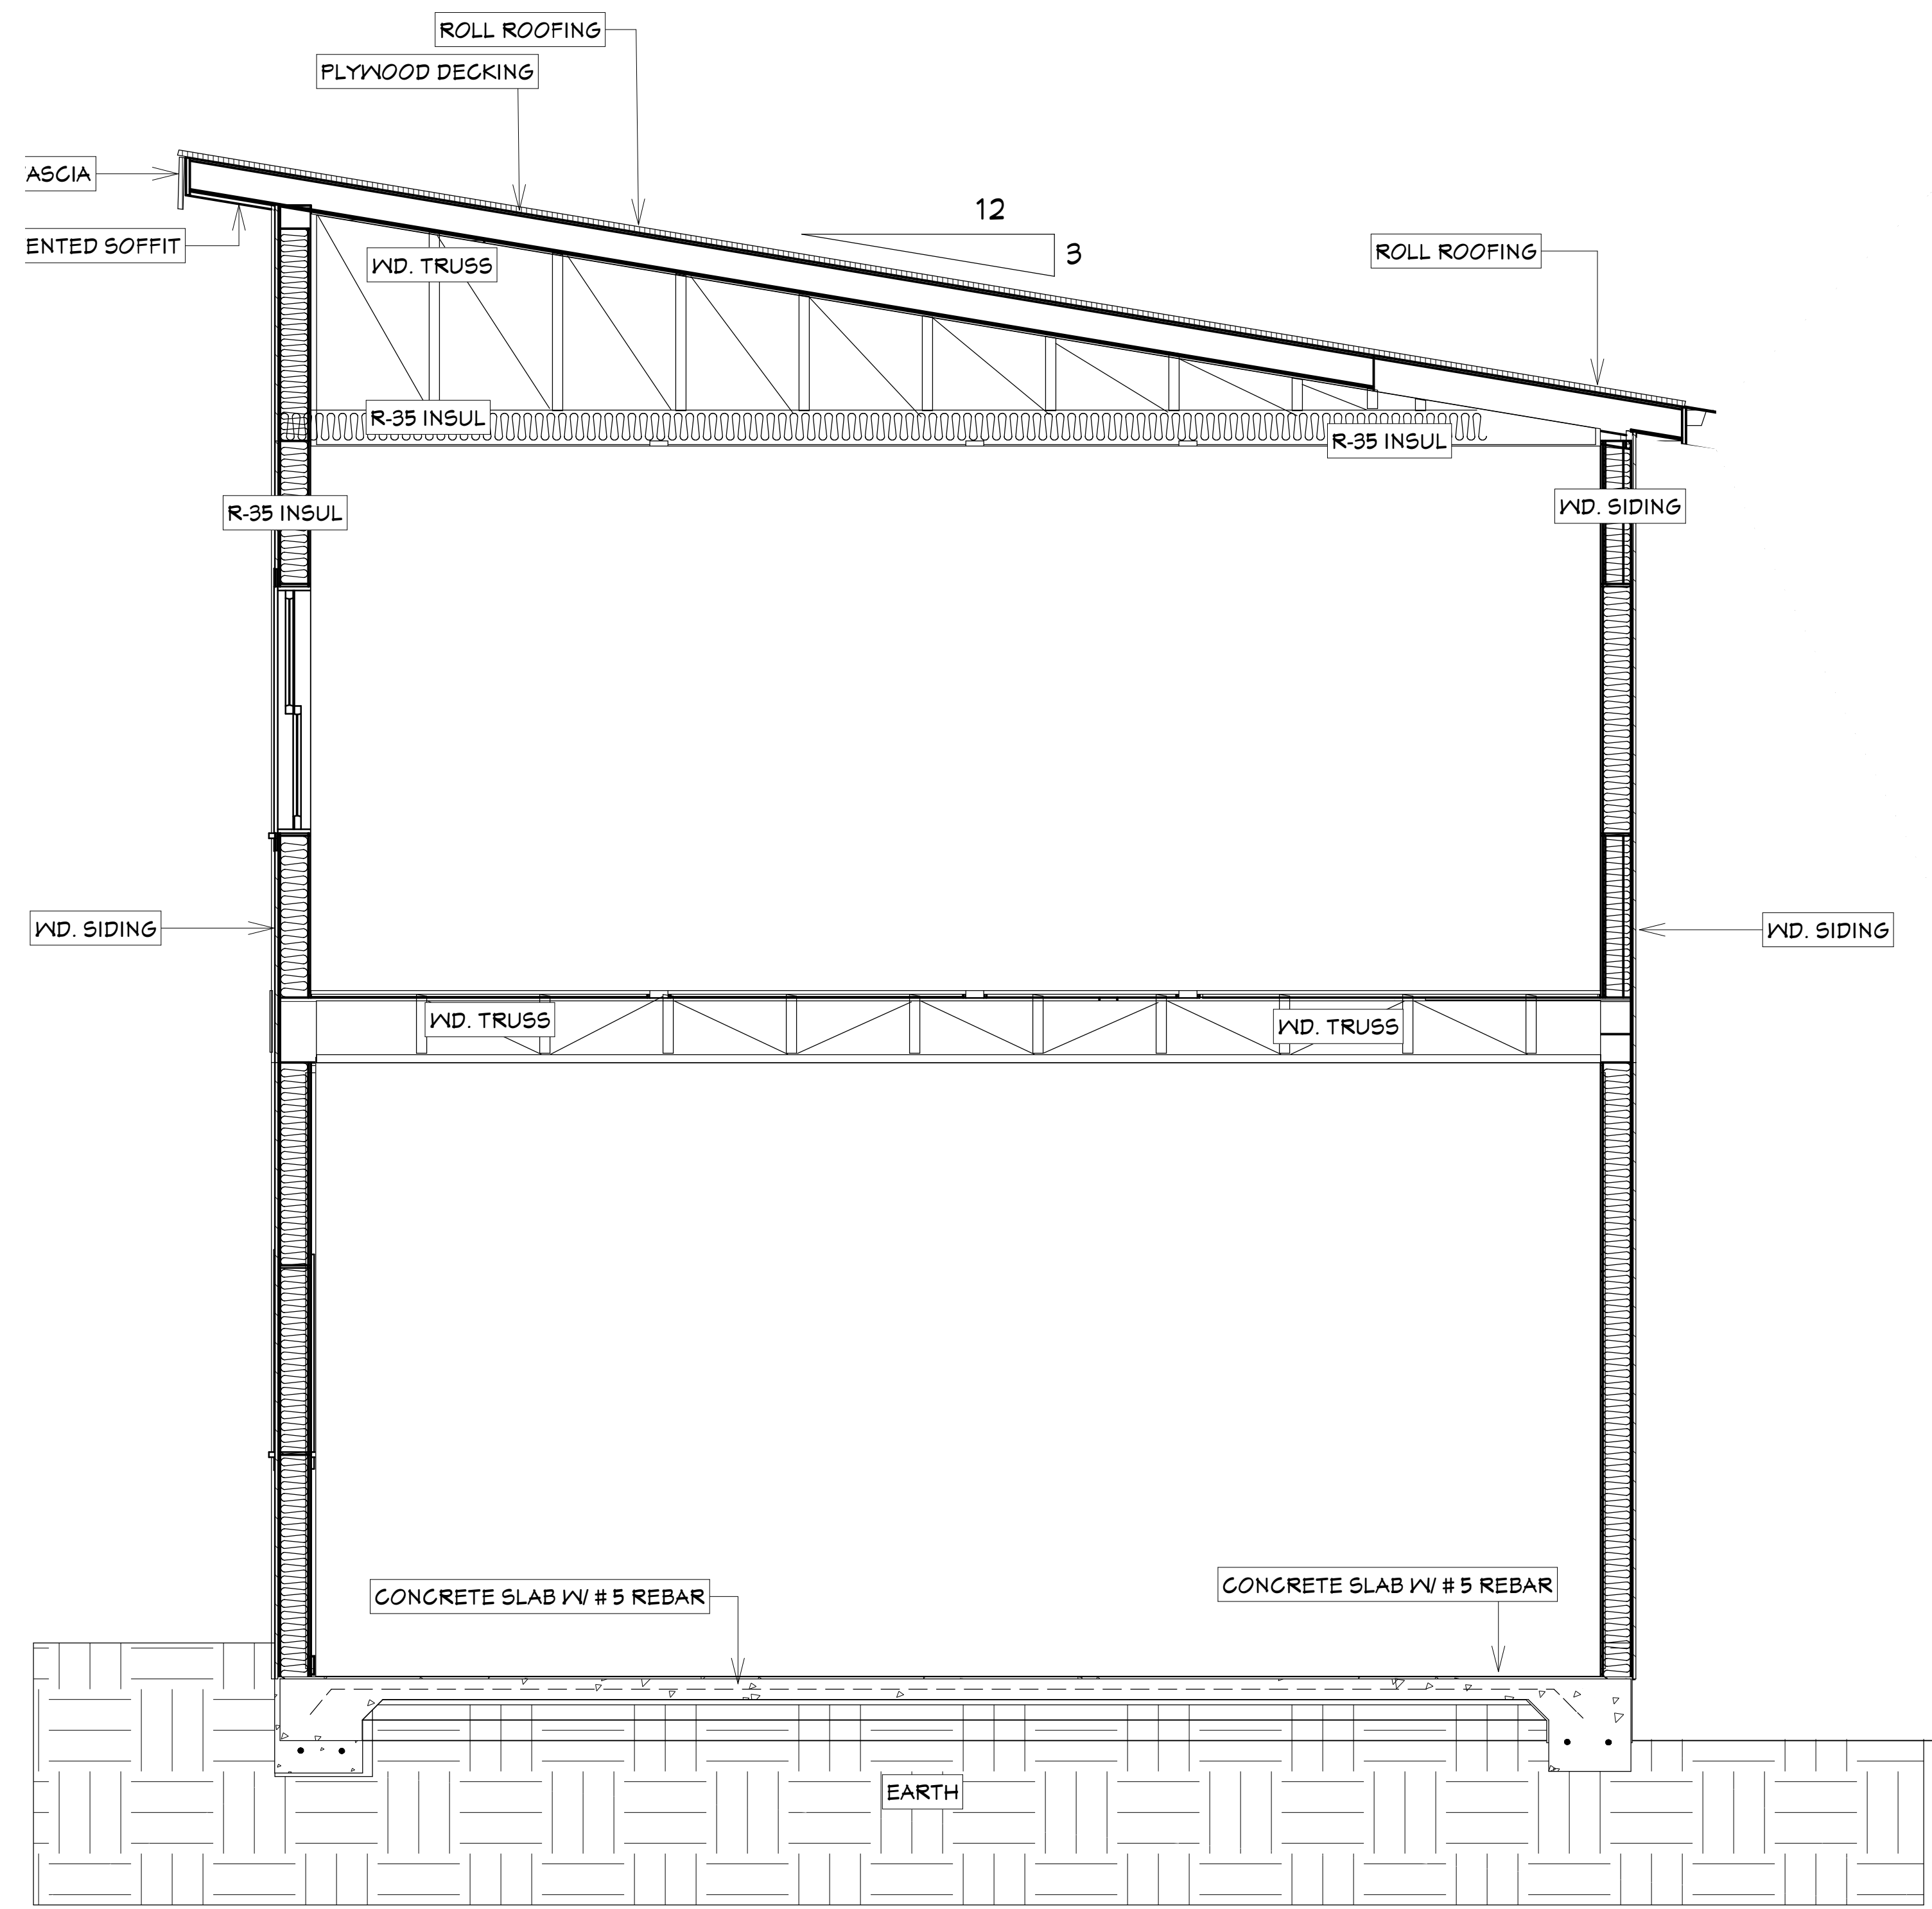 ROLL ROOFING
PLYWOOD DECKING
ASCIA
ENTED SOFFIT
12
3
WD. TRUSS
ROLL ROOFING
R-35 INSUL
R-35 INSUL
R-35 INSUL
WD. SIDING
WD. SIDING
WD. SIDING
WD. TRUSS
WD. TRUSS
CONCRETE SLAB W/ # 5 REBAR
CONCRETE SLAB W/ # 5 REBAR
EARTH